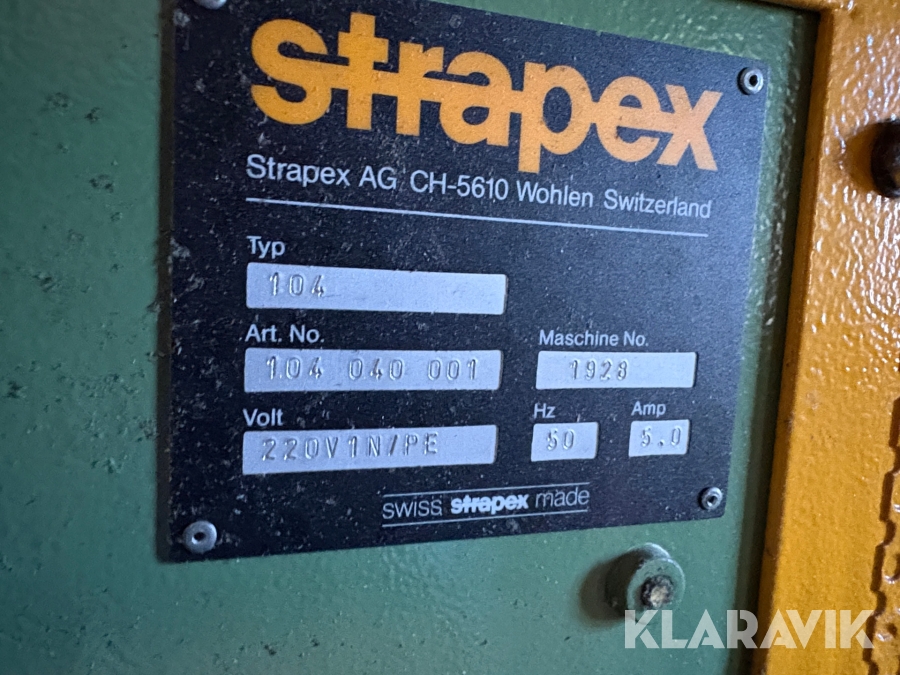 strapex
Strapex AG CH-5610 Wohlen Switzerland
Typ
104
Art. No.
104 040 001
Maschine No.
1928
Volt
220V1N/PE
Hz
50
Amp
5.0
swiss strapex made
KLARAVIK